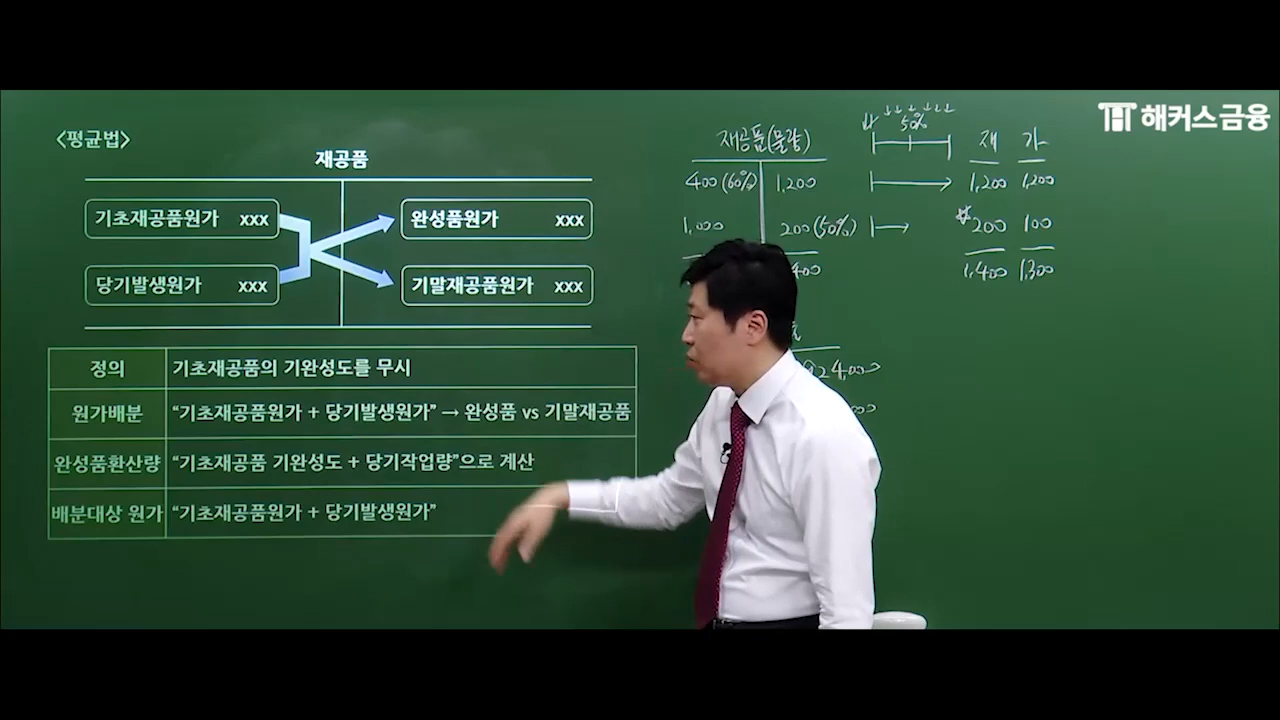 해커스금융
<평균법>
재공품
기초재공품원가 xxx
완성품원가 xxx
당기발생원가 xxx
기말재공품원가 xxx
정의 기초재공품의 기완성도를 무시
원가배분 “기초재공품원가 + 당기발생원가” → 완성품 vs 기말재공품
완성품환산량 “기초재공품 기완성도 + 당기작업량”으로 계산
배분대상 원가 “기초재공품원가 + 당기발생원가”
재공품(물량) 50% 재 가
400(60%) 1,200 1,200 1,200
1,000 200(50%) 200 100
400 1,400 1,300
24,000